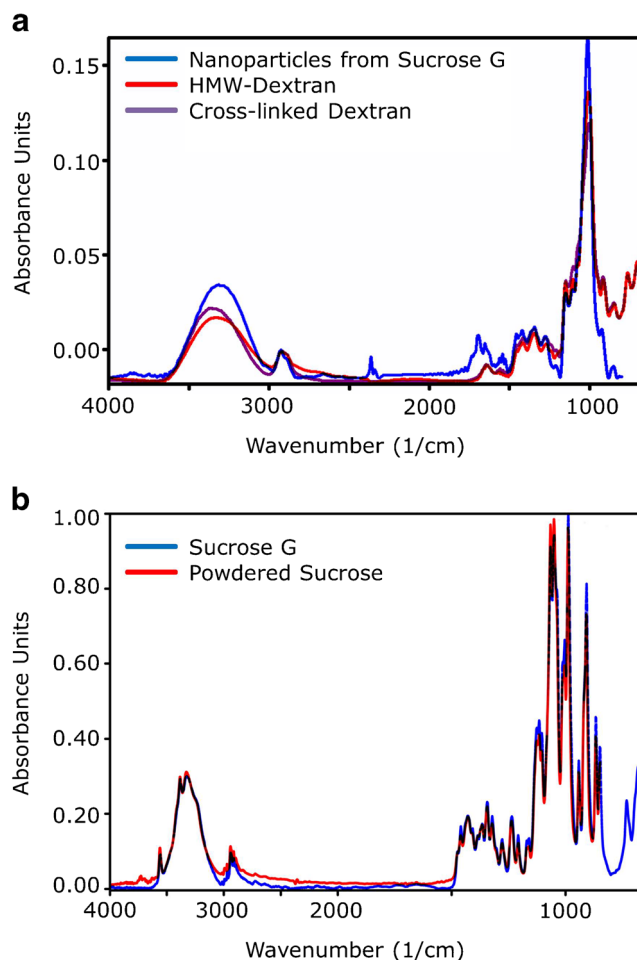 a
Nanoparticles from Sucrose G
HMW-Dextran
Cross-linked Dextran
Absorbance Units
0.15
0.10
0.05
0.00
4000 3000 2000 1000
Wavenumber (1/cm)
b
Sucrose G
Powdered Sucrose
Absorbance Units
1.00
0.80
0.60
0.40
0.20
0.00
4000 3000 2000 1000
Wavenumber (1/cm)